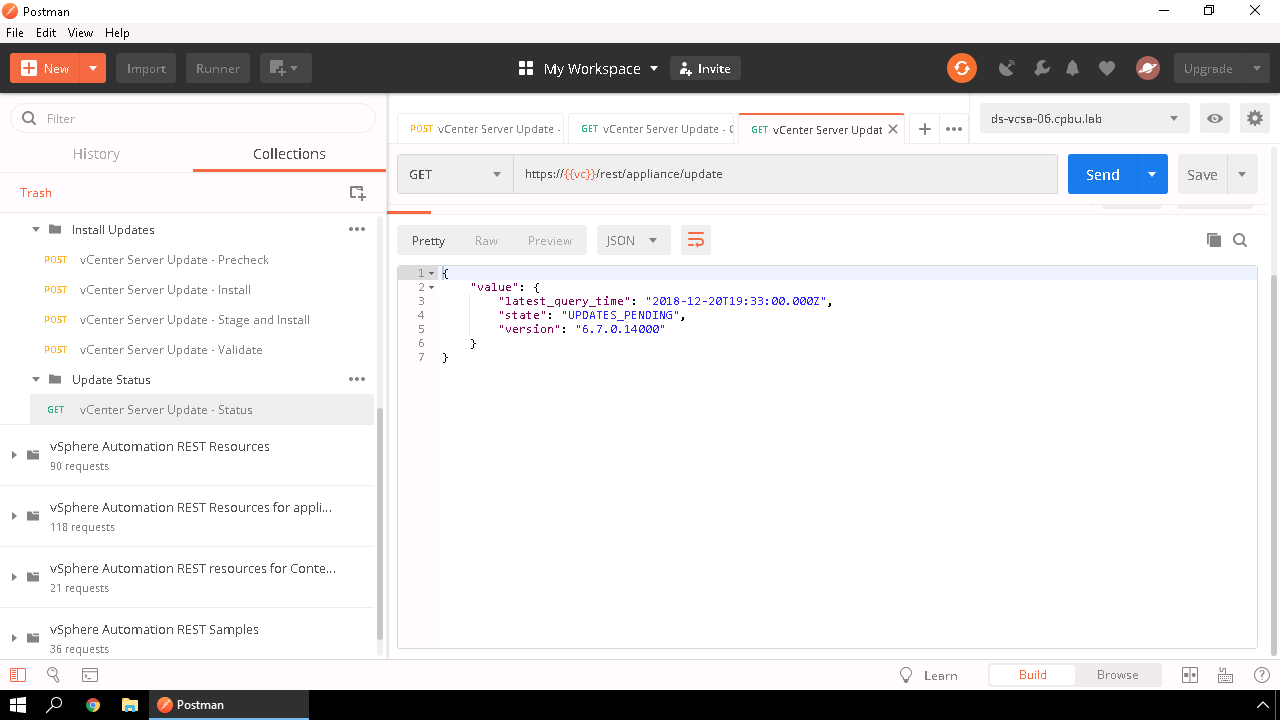 Postman
File Edit View Help
New Import Runner My Workspace Invite Upgrade
Filter
History Collections
Trash
Install Updates
POST vCenter Server Update - Precheck
POST vCenter Server Update - Install
POST vCenter Server Update - Stage and Install
POST vCenter Server Update - Validate
Update Status
GET vCenter Server Update - Status
vSphere Automation REST Resources
90 requests
vSphere Automation REST Resources for appli...
118 requests
vSphere Automation REST resources for Conte...
21 requests
vSphere Automation REST Samples
36 requests
POST vCenter Server Update -
GET vCenter Server Update -
GET vCenter Server Updat
ds-vcsa-06.cpbu.lab
GET https://{{vc}}/rest/appliance/update Send Save
Pretty Raw Preview JSON
1 {
2 "value": {
3 "latest_query_time": "2018-12-20T19:33:00.000Z",
4 "state": "UPDATES_PENDING",
5 "version": "6.7.0.14000"
6 }
7 }
Learn Build Browse
Postman